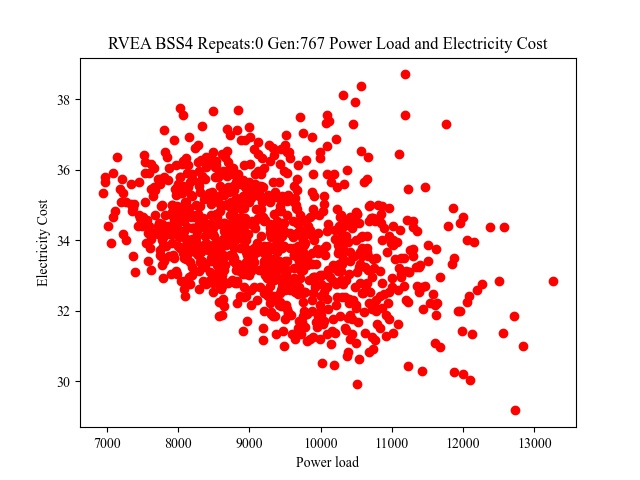 RVEA BSS4 Repeats:0 Gen:767 Power Load and Electricity Cost
38
36
34
32
30
Electricity Cost
7000 8000 9000 10000 11000 12000 13000
Power load